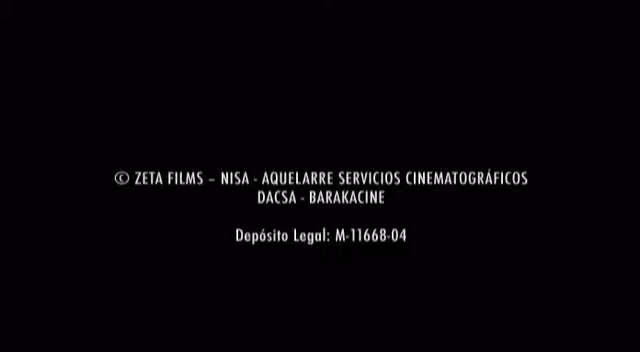 © ZETA FILMS – NISA - AQUELARRE SERVICIOS CINEMATOGRÁFICOS
DACSA - BARAKACINE
Depósito Legal: M-11668-04